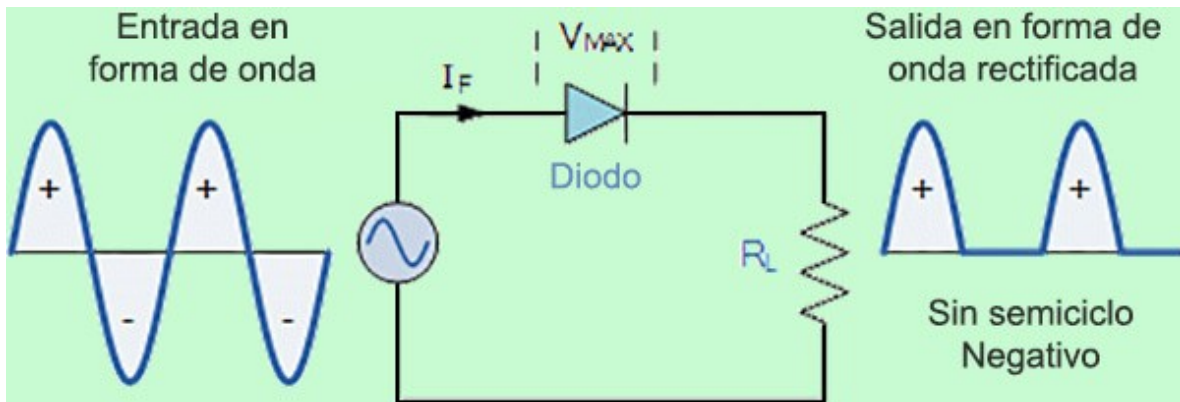 Entrada en
forma de onda
+
+
-
-
I_F
V_MAX
Diodo
R_L
Salida en forma de
onda rectificada
+
+
Sin semiciclo
Negativo